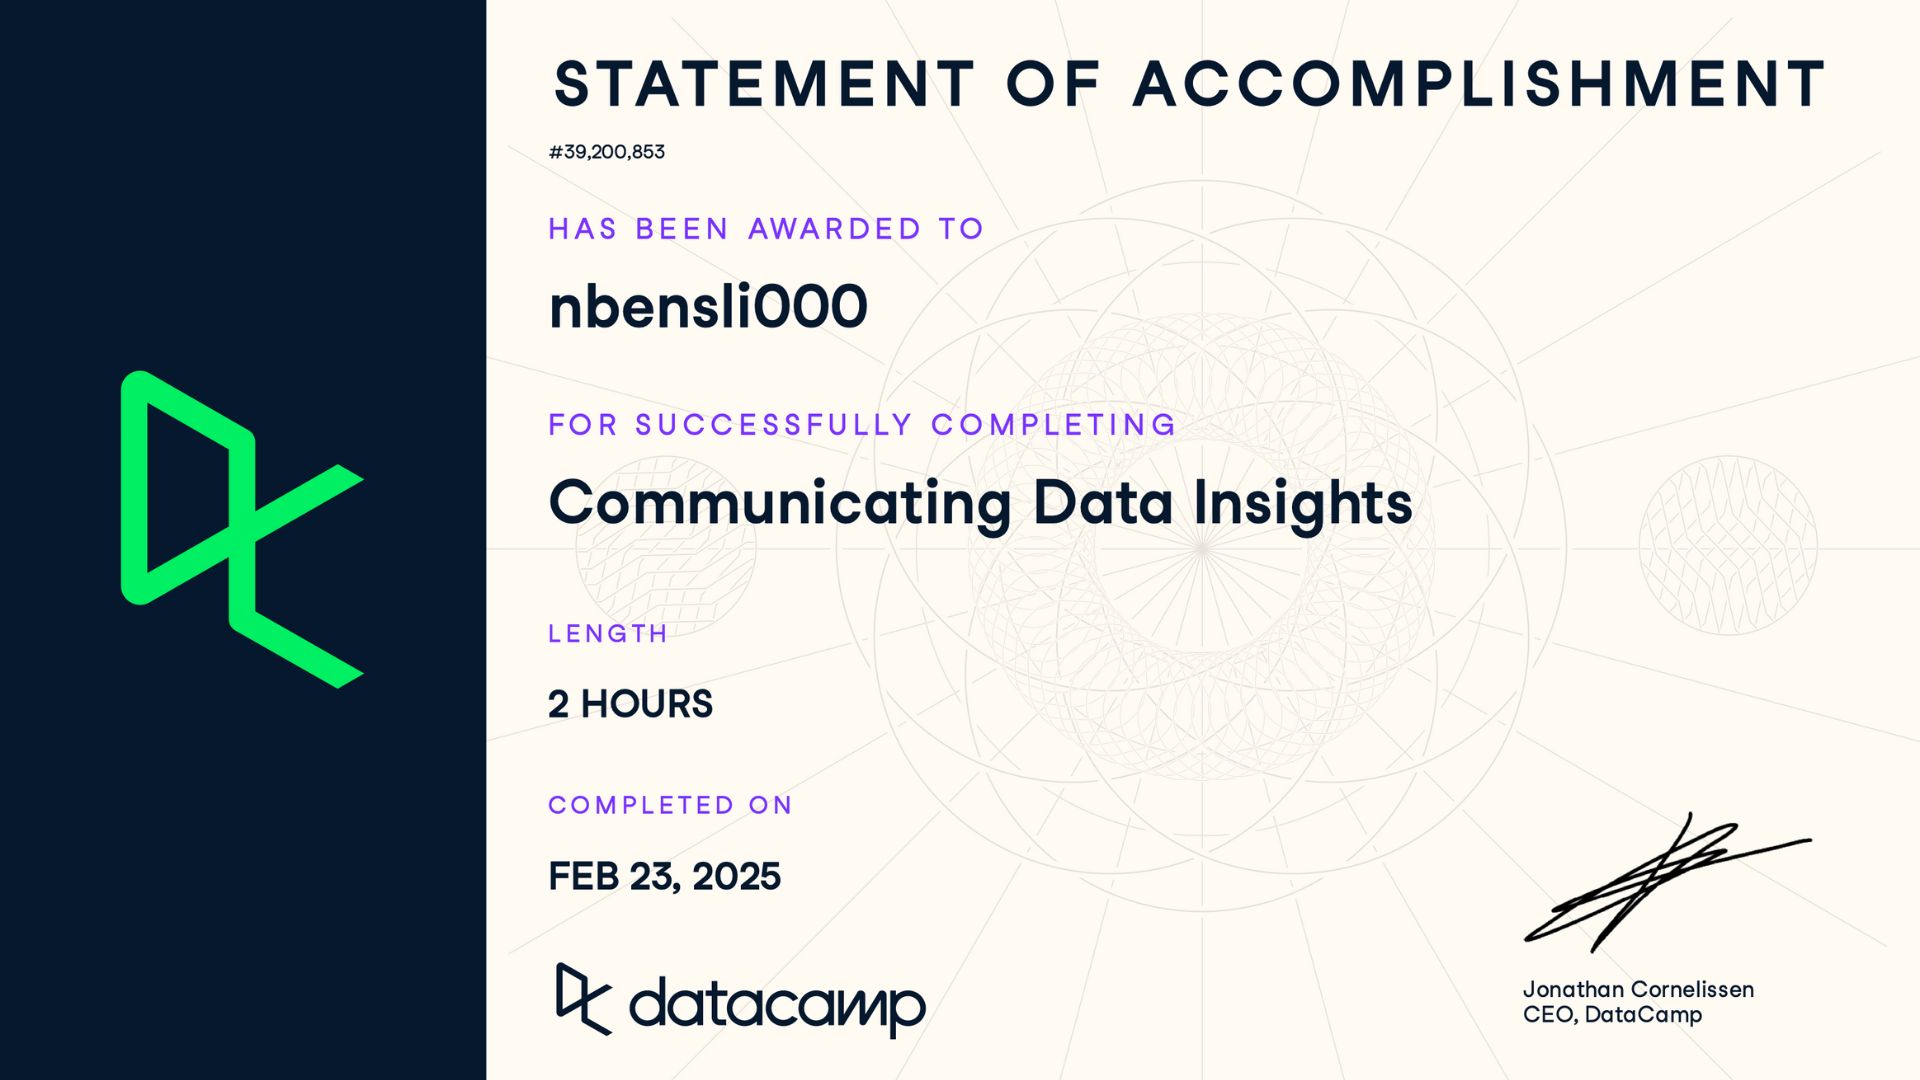 STATEMENT OF ACCOMPLISHMENT
#39,200,853
HAS BEEN AWARDED TO
nbensli000
FOR SUCCESSFULLY COMPLETING
Communicating Data Insights
LENGTH
2 HOURS
COMPLETED ON
FEB 23, 2025
datacamp
Jonathan Cornelissen
CEO, DataCamp